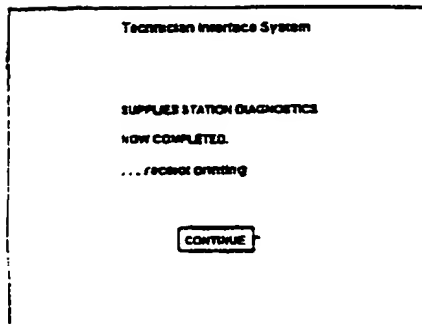 Technician Interface System
SUPPLIES STATION DIAGNOSTICS
NOW COMPLETED.
... receipt printing
CONTINUE